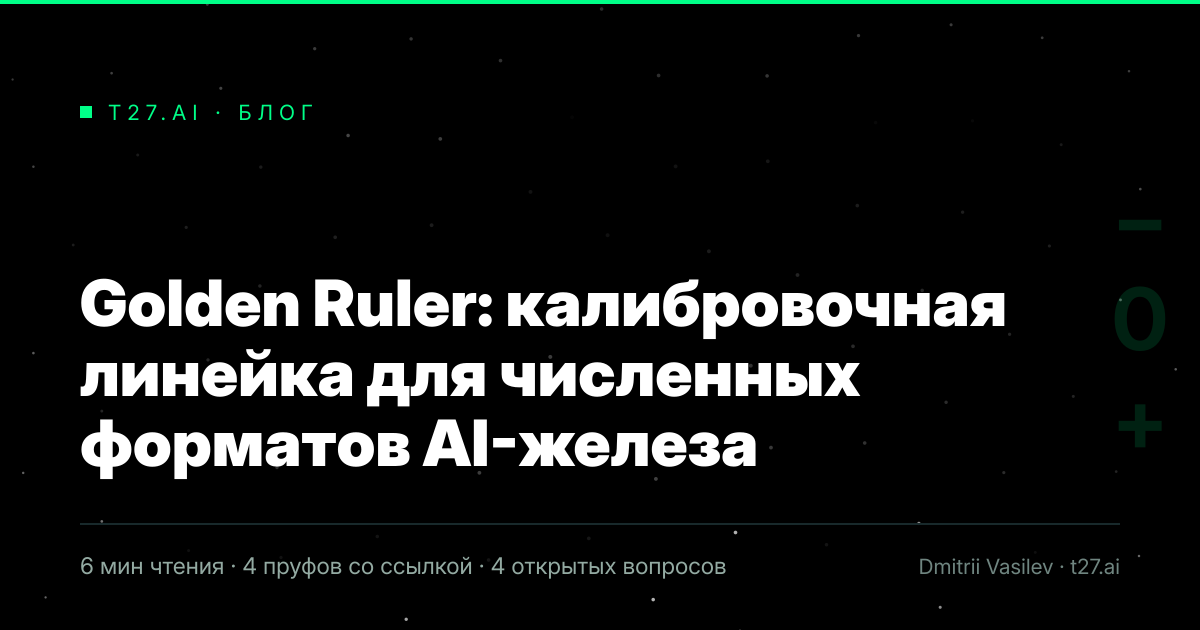 T27.AI · БЛОГ
Golden Ruler: калибровочная
линейка для численных
форматов AI-железа
−
0
+
6 мин чтения · 4 пруфов со ссылкой · 4 открытых вопросов
Dmitrii Vasilev · t27.ai